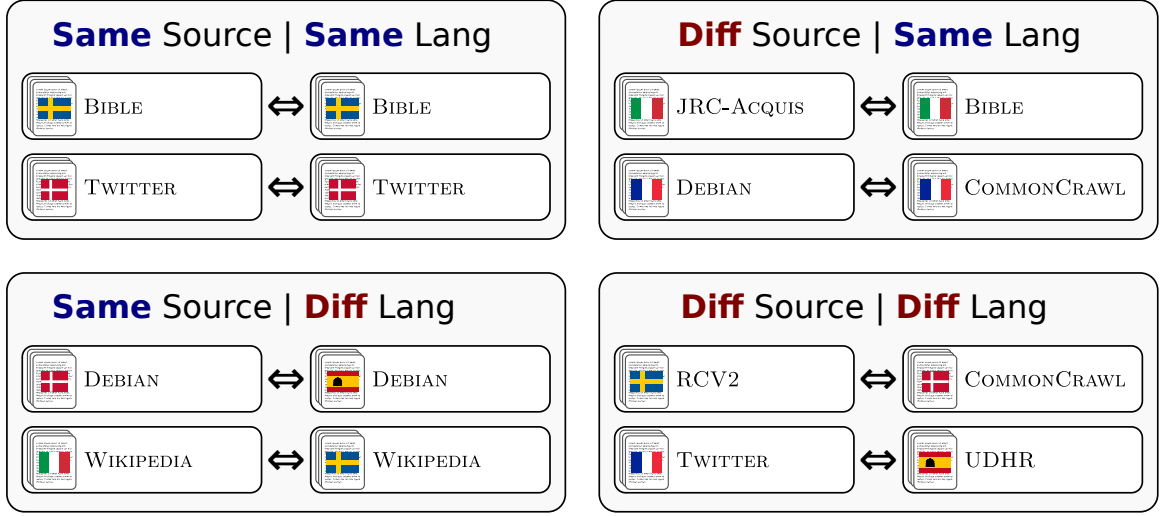 Same Source | Same Lang
BIBLE
BIBLE
TWITTER
TWITTER
Diff Source | Same Lang
JRC-ACQUIS
BIBLE
DEBIAN
COMMONCRAWL
Same Source | Diff Lang
DEBIAN
DEBIAN
WIKIPEDIA
WIKIPEDIA
Diff Source | Diff Lang
RCV2
COMMONCRAWL
TWITTER
UDHR